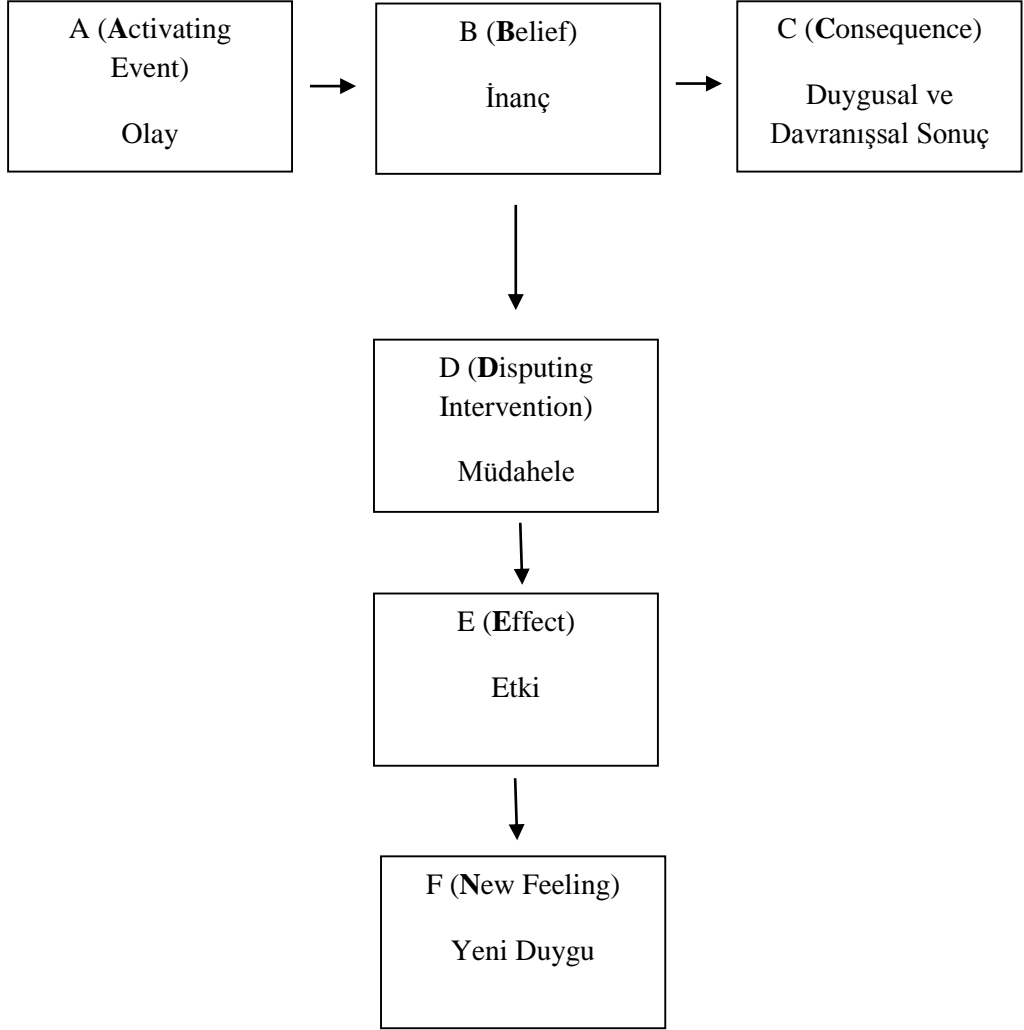 A (Activating
Event)
Olay
B (Belief)
İnanç
C (Consequence)
Duygusal ve
Davranışsal Sonuç
D (Disputing
Intervention)
Müdahele
E (Effect)
Etki
F (New Feeling)
Yeni Duygu